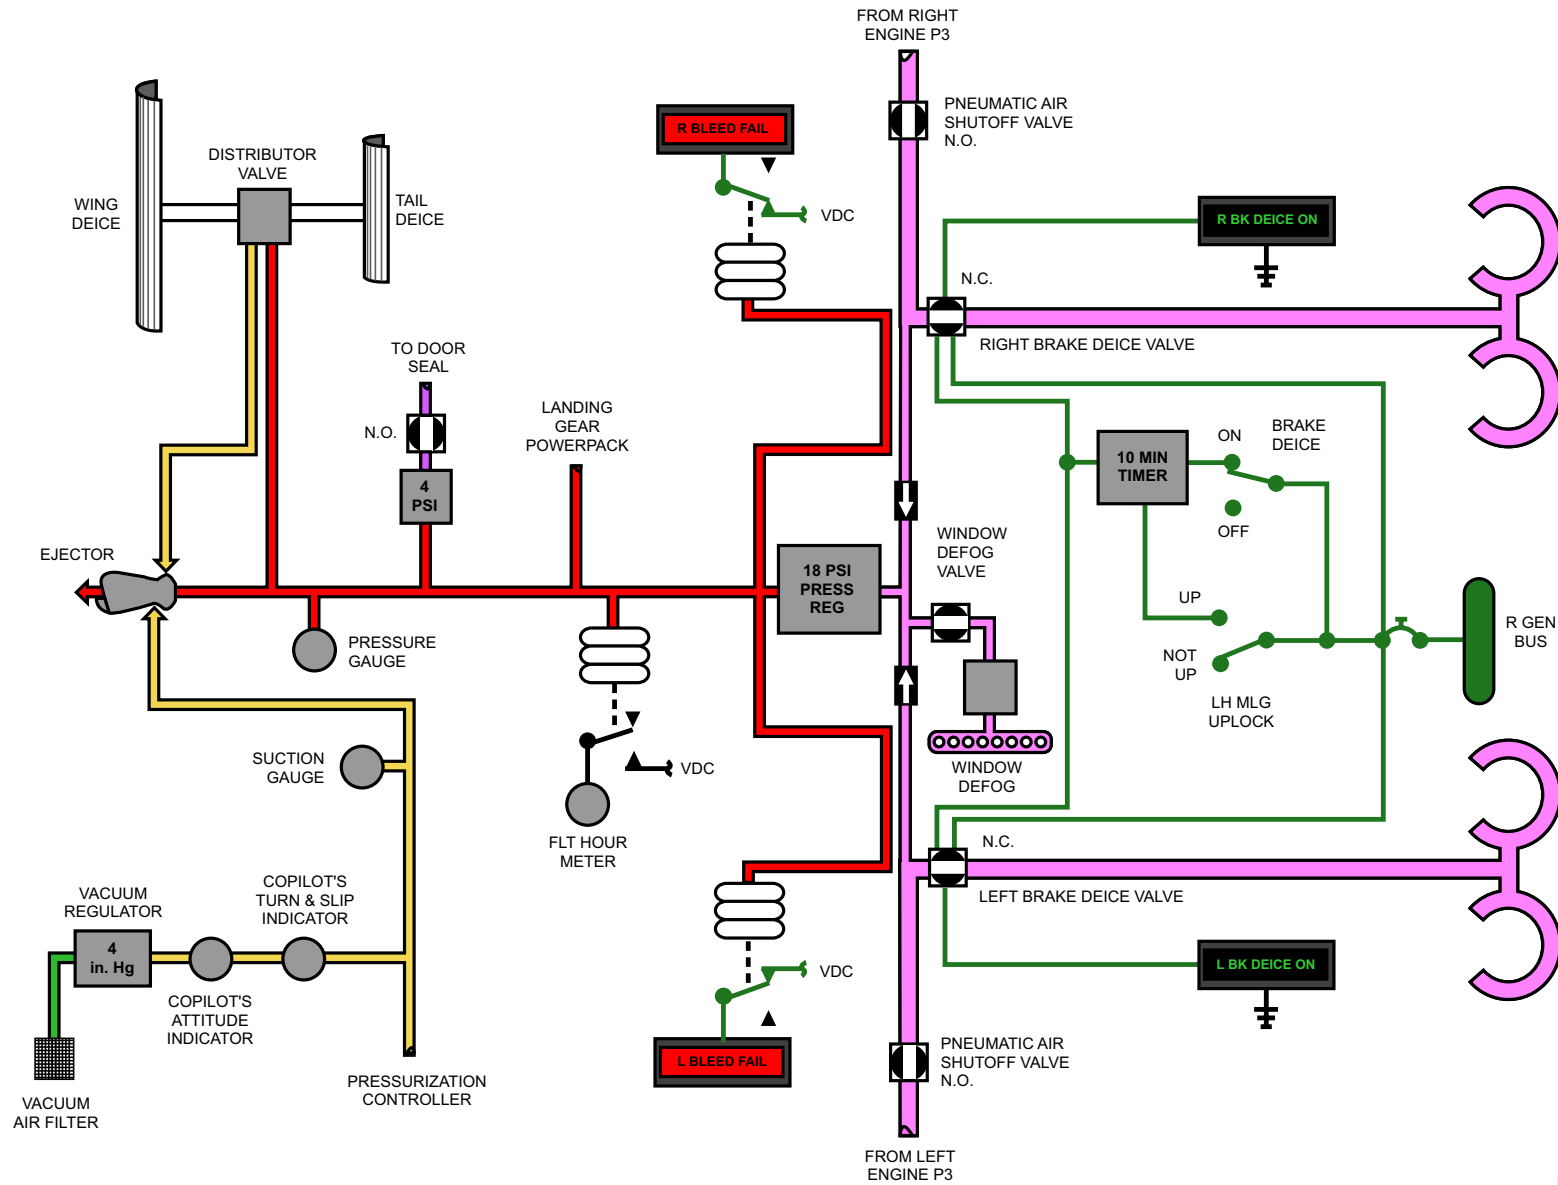 FROM RIGHT
ENGINE P3
PNEUMATIC AIR
SHUTOFF VALVE
N.O.
R BLEED FAIL
VDC
DISTRIBUTOR
VALVE
WING
DEICE
TAIL
DEICE
R BK DEICE ON
N.C.
RIGHT BRAKE DEICE VALVE
TO DOOR
SEAL
N.O.
4
PSI
LANDING
GEAR
POWERPACK
10 MIN
TIMER
ON
BRAKE
DEICE
OFF
EJECTOR
18 PSI
PRESS
REG
WINDOW
DEFOG
VALVE
UP
NOT
UP
LH MLG
UPLOCK
R GEN
BUS
PRESSURE
GAUGE
SUCTION
GAUGE
VDC
FLT HOUR
METER
WINDOW
DEFOG
N.C.
LEFT BRAKE DEICE VALVE
VACUUM
REGULATOR
4
in. Hg
COPILOT'S
TURN & SLIP
INDICATOR
COPILOT'S
ATTITUDE
INDICATOR
VDC
L BK DEICE ON
L BLEED FAIL
PNEUMATIC AIR
SHUTOFF VALVE
N.O.
PRESSURIZATION
CONTROLLER
VACUUM
AIR FILTER
FROM LEFT
ENGINE P3